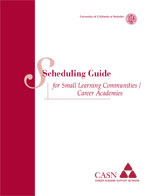 University of California at Berkeley
Scheduling Guide
for Small Learning Communities /
Career Academies
CASN
CAREER ACADEMY SUPPORT NETWORK